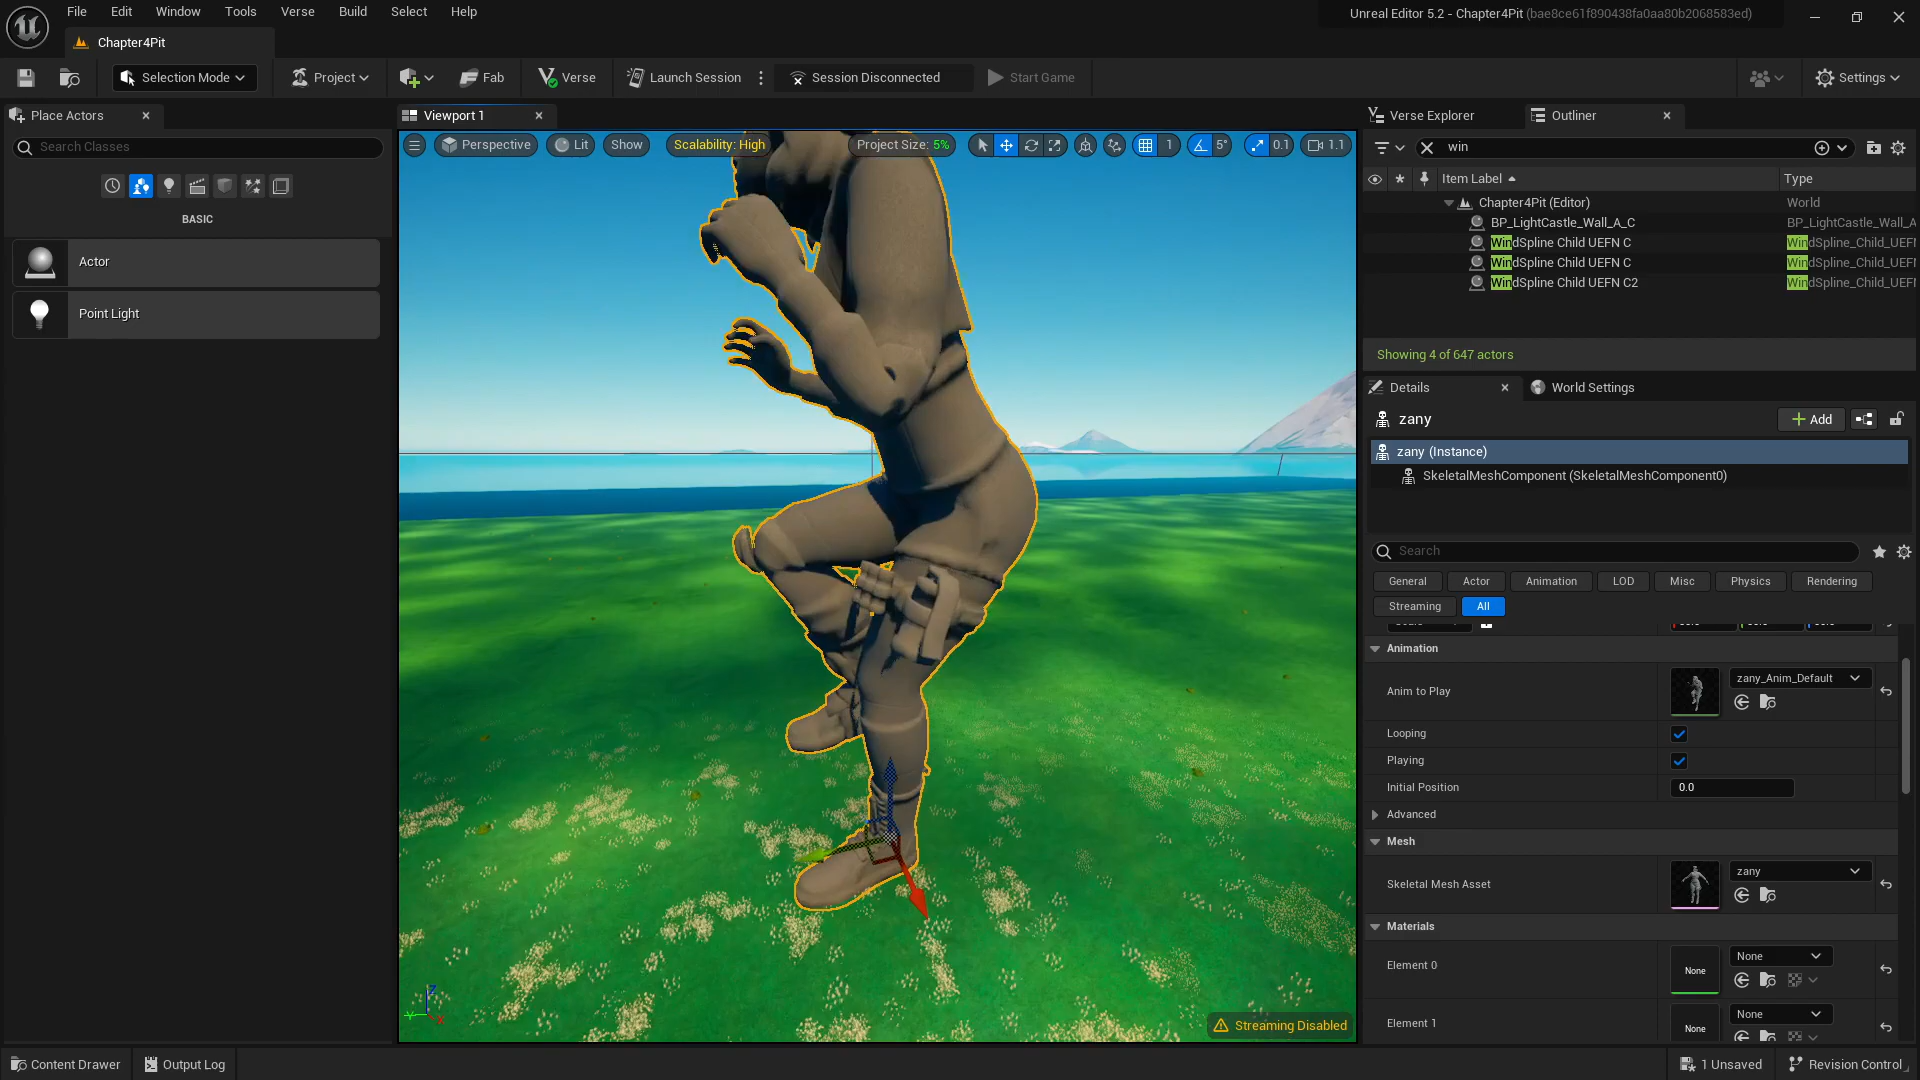 File Edit Window Tools Verse Build Select Help
Unreal Editor 5.2 - Chapter4Pit (bae8ce61f890438fa0aa80b2068583ed)
Chapter4Pit
Selection Mode Project Fab Verse Launch Session Session Disconnected Start Game Settings
Place Actors
Search Classes
BASIC
Actor
Point Light
Viewport 1
Perspective Lit Show Scalability: High Project Size: 5% 1 5° 0.1 1.1
Streaming Disabled
Verse Explorer Outliner
win
Item Label Type
Chapter4Pit (Editor) World
BP_LightCastle_Wall_A_C BP_LightCastle_Wall_A
WindSpline Child UEFN C WindSpline_Child_UEFN
WindSpline Child UEFN C WindSpline_Child_UEFN
WindSpline Child UEFN C2 WindSpline_Child_UEFN
Showing 4 of 647 actors
Details World Settings
zany Add
zany (Instance)
SkeletalMeshComponent (SkeletalMeshComponent0)
Search
General Actor Animation LOD Misc Physics Rendering
Streaming All
Animation
Anim to Play zany_Anim_Default
Looping
Playing
Initial Position 0.0
Advanced
Mesh
Skeletal Mesh Asset zany
Materials
Element 0 None None
Element 1 None None
Content Drawer Output Log 1 Unsaved Revision Control